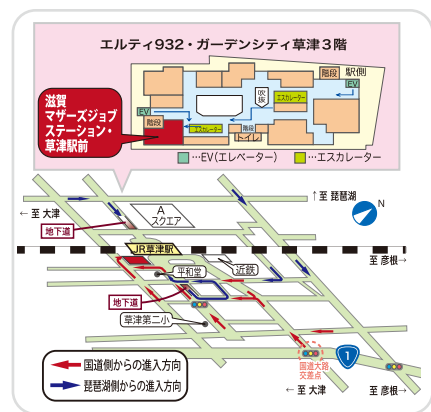 エルティ932・ガーデンシティ草津３階
階段 駅側
EV
吹抜
エスカレーター
滋賀
マザーズジョブ
ステーション・
草津駅前
EV
階段
エスカレーター
階段
トイレ
…EV(エレベーター) …エスカレーター
↑至 琵琶湖
← 至 大津
A
スクエア
N
地下道
JR草津駅
至 彦根→
平和堂
近鉄
地下道
草津第二小
国道大路
交差点
1
国道側からの進入方向
琵琶湖側からの進入方向
← 至 大津
至 彦根→